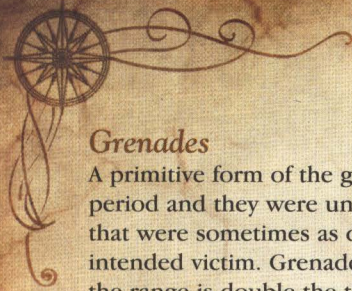 Grenades
A primitive form of the g
period and they were un
that were sometimes as
intended victim. Grenade
the range is double the t